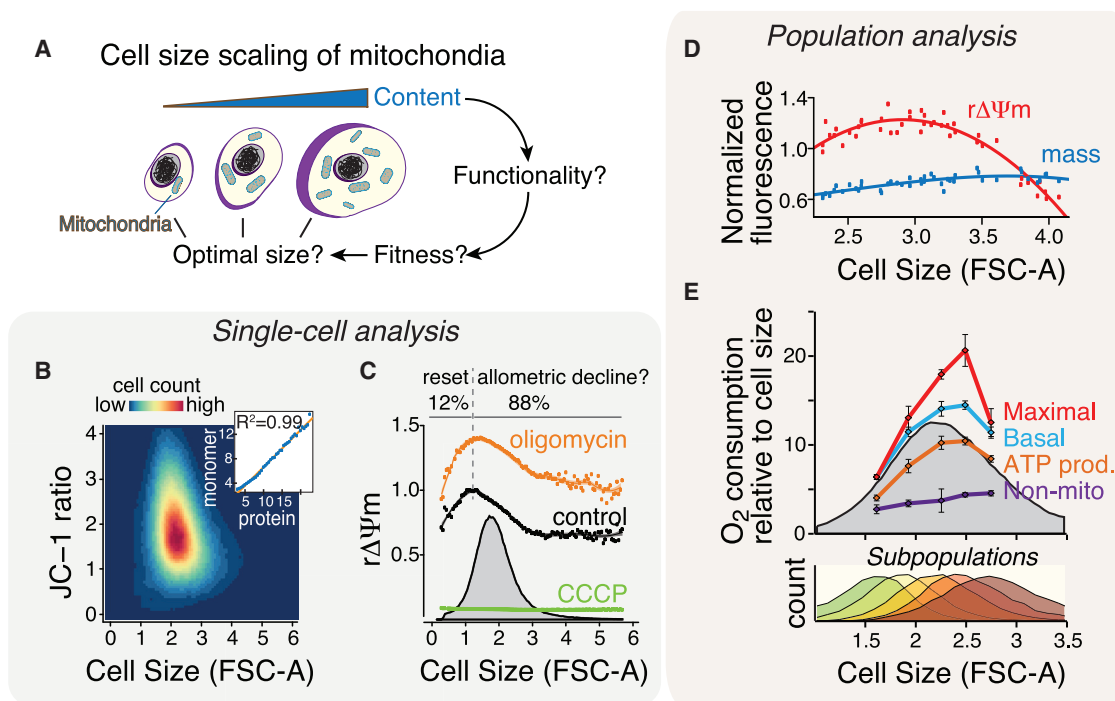 A
Cell size scaling of mitochondia
Content
Functionality?
Mitochondria
Optimal size?
Fitness?
Single-cell analysis
B
cell count
low
high
R²=0.99
monomer
12
8
4
5 10 15
protein
JC–1 ratio
4
3
2
1
0
0 1 2 3 4 5 6
Cell Size (FSC-A)
C
reset
allometric decline?
12%
88%
rΔΨm
1.5
1.0
0.5
oligomycin
control
CCCP
0 1 2 3 4 5 6
Cell Size (FSC-A)
Population analysis
D
Normalized
fluorescence
1.4
1.0
0.6
rΔΨm
mass
2.5 3.0 3.5 4.0
Cell Size (FSC-A)
E
O₂ consumption
relative to cell size
20
10
0
Maximal
Basal
ATP prod.
Non-mito
Subpopulations
count
1.5 2 2.5 3 3.5
Cell Size (FSC-A)